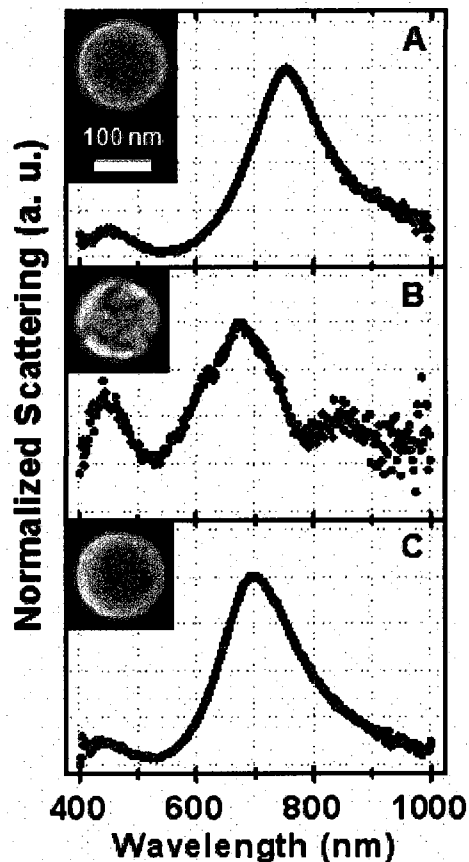 A
100 nm
B
C
Normalized Scattering (a. u.)
400 600 800 1000
Wavelength (nm)